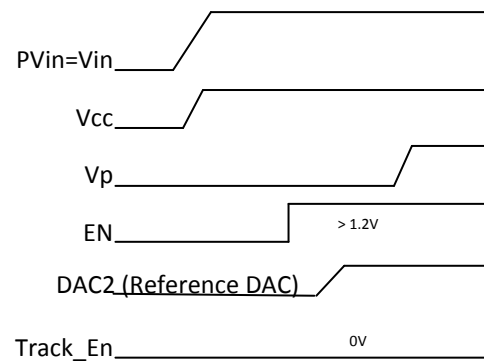 PVin=Vin
Vcc
Vp
EN
> 1.2V
DAC2 (Reference DAC)
Track_En
0V